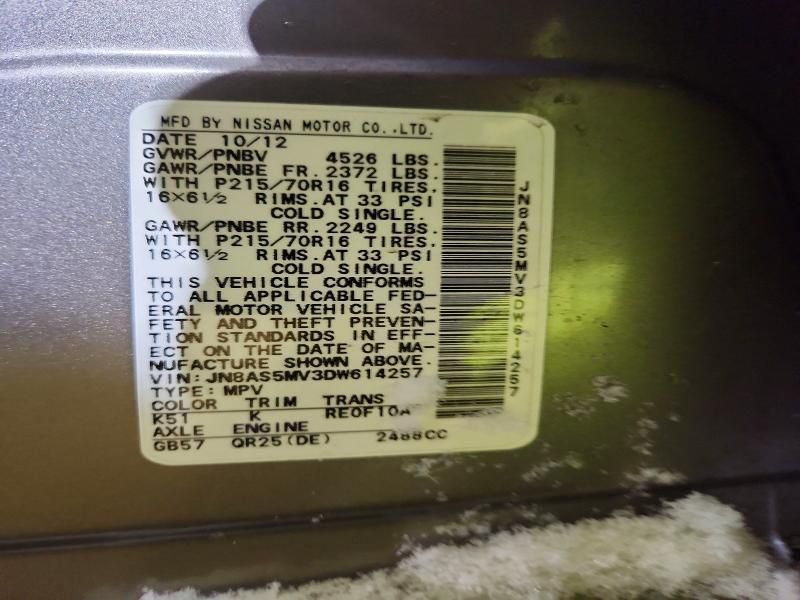 MFD BY NISSAN MOTOR CO.,LTD.
DATE 10/12
GVWR/PNBV 4526 LBS.
GAWR/PNBE FR. 2372 LBS.
WITH P215/70R16 TIRES.
16×6½ RIMS. AT 33 PSI
COLD SINGLE.
GAWR/PNBE RR. 2249 LBS.
WITH P215/70R16 TIRES.
16×6½ RIMS. AT 33 PSI
COLD SINGLE.
THIS VEHICLE CONFORMS
TO ALL APPLICABLE FED-
ERAL MOTOR VEHICLE SA-
FETY AND THEFT PREVEN-
TION STANDARDS IN EFF-
ECT ON THE DATE OF MA-
NUFACTURE SHOWN ABOVE.
VIN: JN8AS5MV3DW614257
TYPE: MPV
COLOR TRIM TRANS
K51 K RE0F10A
AXLE ENGINE
GB57 QR25(DE) 2488CC
JN8AS5MV3DW614257